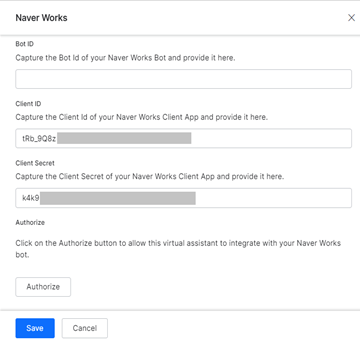 Naver Works
Bot ID
Capture the Bot Id of your Naver Works Bot and provide it here.
Client ID
Capture the Client Id of your Naver Works Client App and provide it here.
tRb_9Q8z
Client Secret
Capture the Client Secret of your Naver Works Client App and provide it here.
k4k9
Authorize
Click on the Authorize button to allow this virtual assistant to integrate with your Naver Works
bot.
Authorize
Save
Cancel